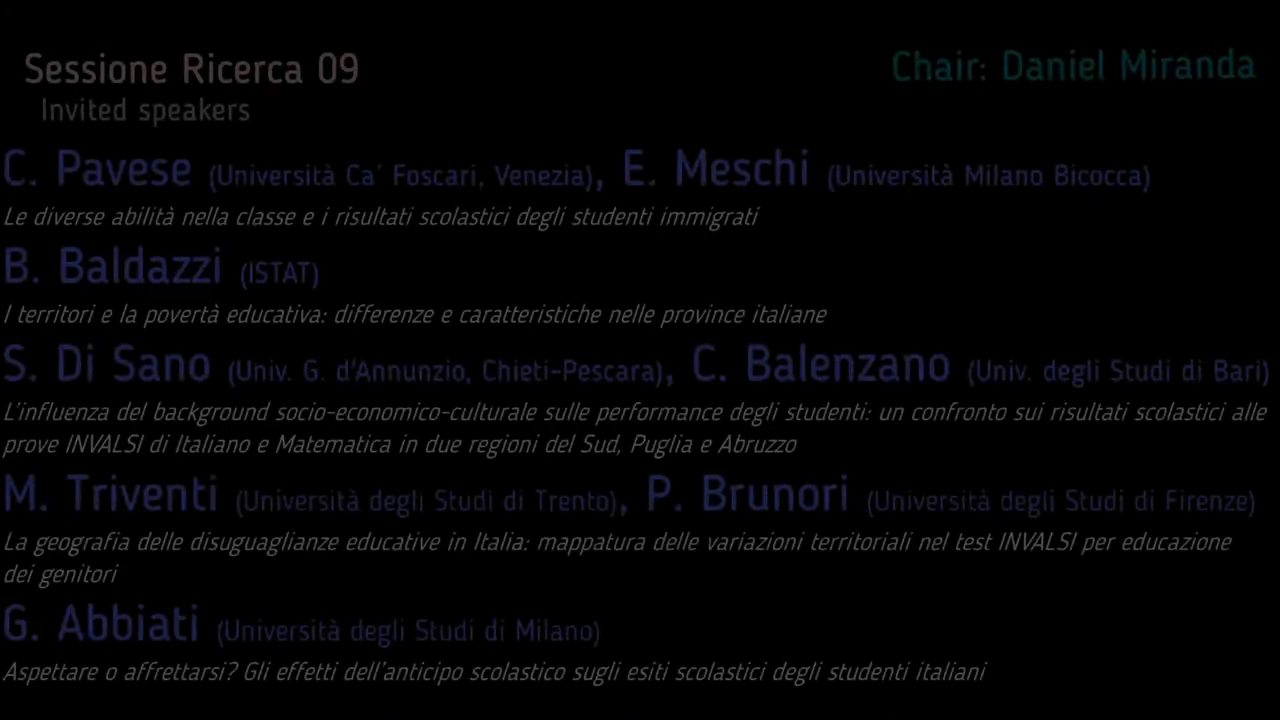 Sessione Ricerca 09
Chair: Daniel Miranda
Invited speakers
C. Pavese (Università Ca' Foscari, Venezia), E. Meschi (Università Milano Bicocca)
Le diverse abilità nella classe e i risultati scolastici degli studenti immigrati
B. Baldazzi (ISTAT)
I territori e la povertà educativa: differenze e caratteristiche nelle province italiane
S. Di Sano (Univ. G. d'Annunzio, Chieti-Pescara), C. Balenzano (Univ. degli Studi di Bari)
L'influenza del background socio-economico-culturale sulle performance degli studenti: un confronto sui risultati scolastici alle
prove INVALSI di Italiano e Matematica in due regioni del Sud, Puglia e Abruzzo
M. Triventi (Università degli Studi di Trento), P. Brunori (Università degli Studi di Firenze)
La geografia delle disuguaglianze educative in Italia: mappatura delle variazioni territoriali nel test INVALSI per educazione
dei genitori
G. Abbiati (Università degli Studi di Milano)
Aspettare o affrettarsi? Gli effetti dell'anticipo scolastico sugli esiti scolastici degli studenti italiani